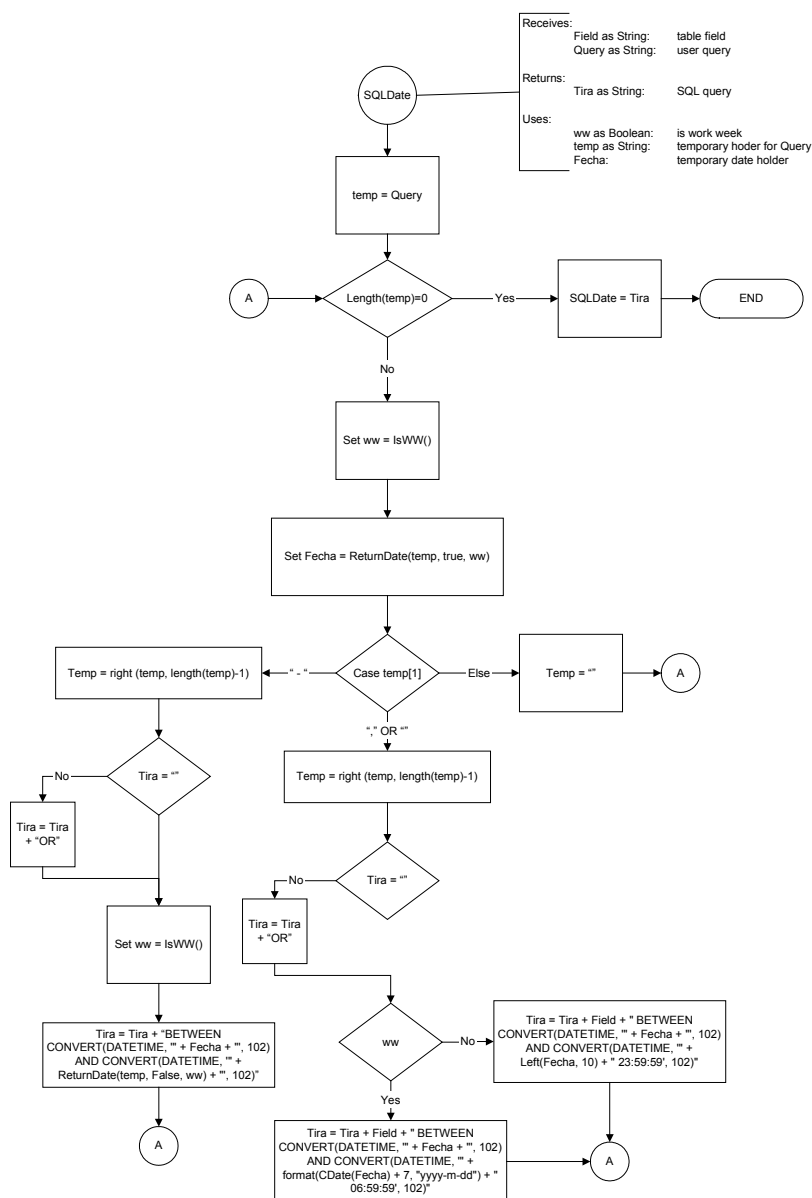 Receives:
Field as String: table field
Query as String: user query
Returns:
Tira as String: SQL query
Uses:
ww as Boolean: is work week
temp as String: temporary hoder for Query
Fecha: temporary date holder
SQLDate
temp = Query
A
Length(temp)=0
Yes
SQLDate = Tira
END
No
Set ww = IsWW()
Set Fecha = ReturnDate(temp, true, ww)
Temp = right (temp, length(temp)-1)
“ - “
Case temp[1]
Else
Temp = “”
A
“,” OR “”
Tira = “”
No
Tira = Tira
+ “OR”
Temp = right (temp, length(temp)-1)
Tira = “”
No
Tira = Tira
+ “OR”
Set ww = IsWW()
Tira = Tira + “BETWEEN
CONVERT(DATETIME, '" + Fecha + "', 102)
AND CONVERT(DATETIME, '" +
ReturnDate(temp, False, ww) + "', 102)”
A
ww
No
Tira = Tira + Field + " BETWEEN
CONVERT(DATETIME, '" + Fecha + "', 102)
AND CONVERT(DATETIME, '" +
Left(Fecha, 10) + " 23:59:59', 102)"
Yes
Tira = Tira + Field + " BETWEEN
CONVERT(DATETIME, '" + Fecha + "', 102)
AND CONVERT(DATETIME, '" +
format(CDate(Fecha) + 7, "yyyy-m-dd") + "
06:59:59', 102)"
A